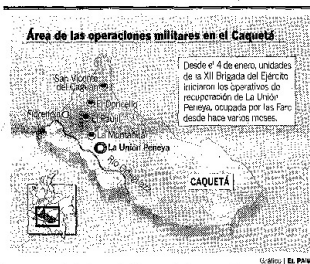 Área de las operaciones militares en el Caquetá
Desde el 4 de enero, unidades
de la XII Brigada del Ejército
iniciaron los operativos de
recuperación de La Unión
Peneya, ocupada por las Farc
desde hace varios meses.
San Vicente
del Caguán
El Doncello
Florencia
El Paujil
La Montañita
La Unión Peneya
Río
CAQUETÁ
Gráfico | EL PAÍS